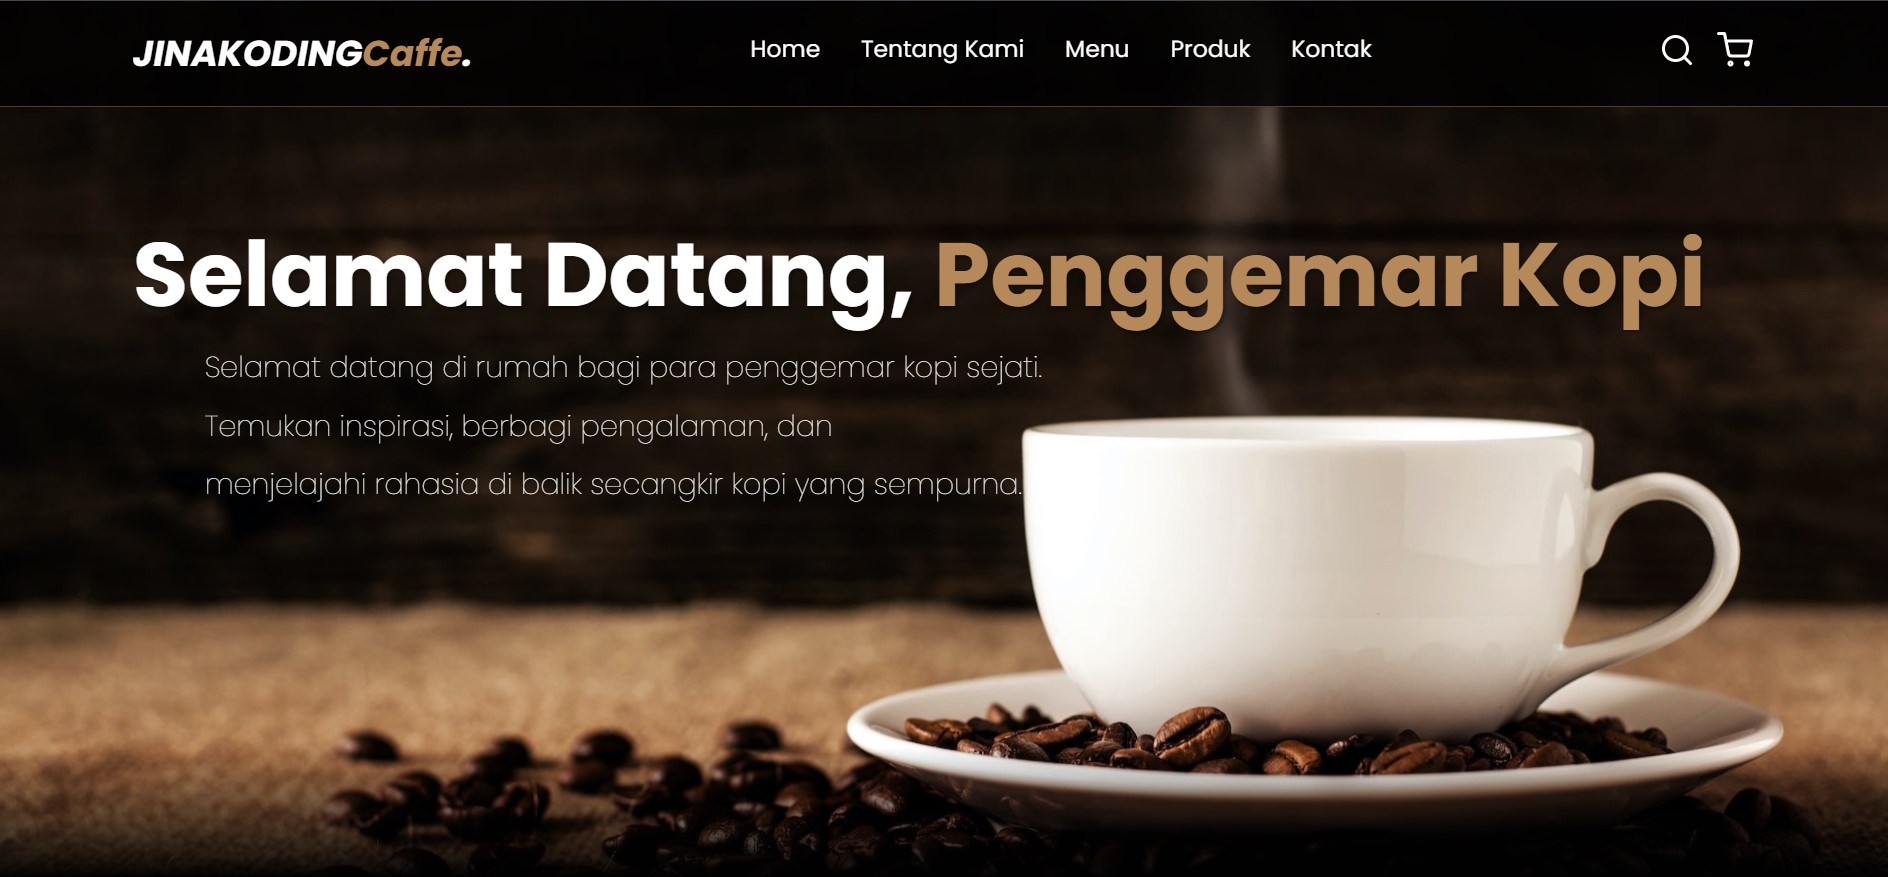 JINAKODINGCaffe.
Home Tentang Kami Menu Produk Kontak
Selamat Datang, Penggemar Kopi
Selamat datang di rumah bagi para penggemar kopi sejati.
Temukan inspirasi, berbagi pengalaman, dan
menjelajahi rahasia di balik secangkir kopi yang sempurna.